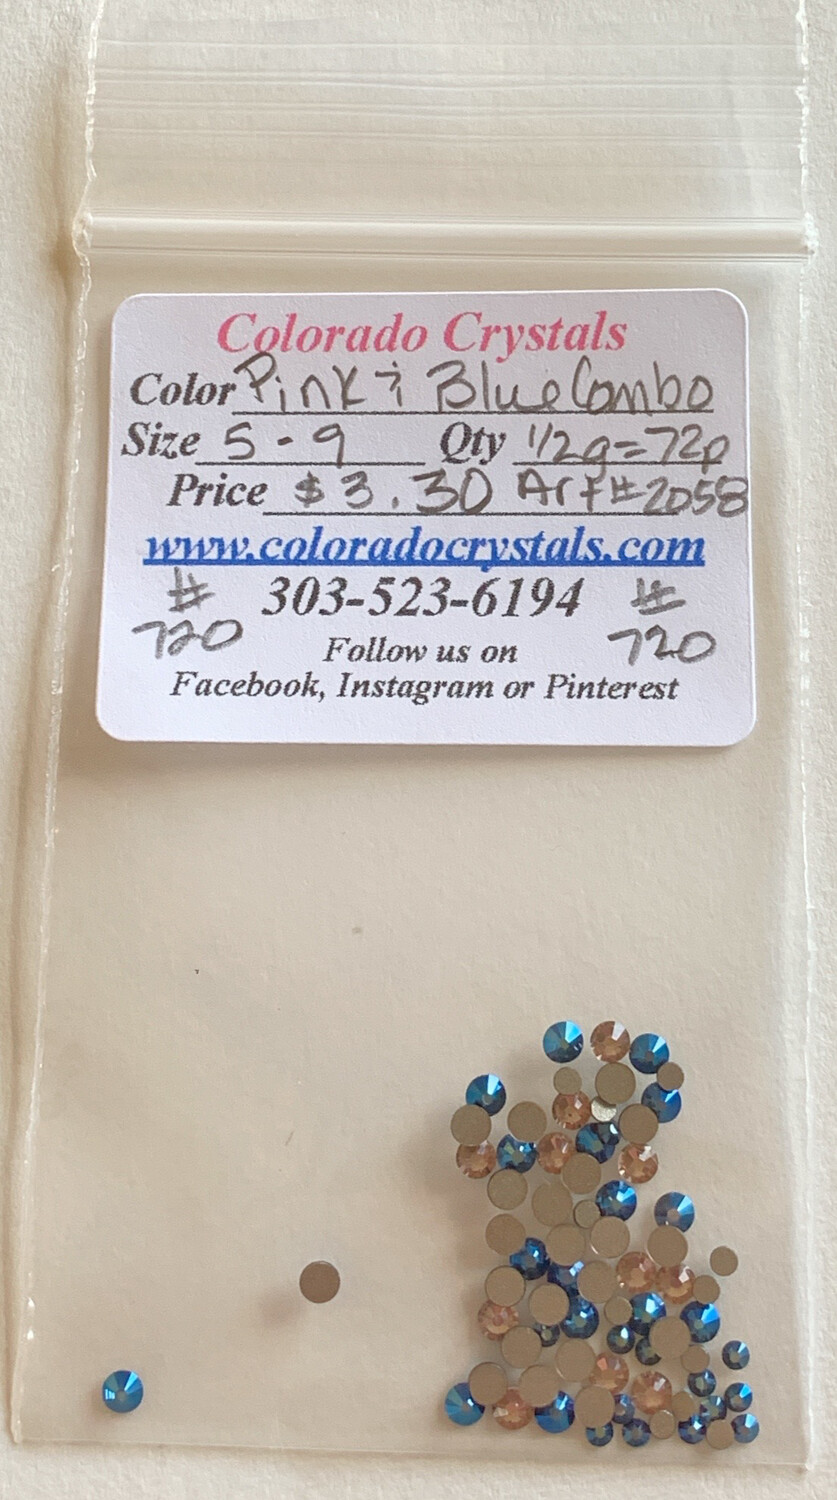 Colorado Crystals
Color Pink & Blue Combo
Size 5-9 Qty 1/2g=72p
Price $3.30 Art#2058
www.coloradocrystals.com
# 303-523-6194 #
720 Follow us on 720
Facebook, Instagram or Pinterest